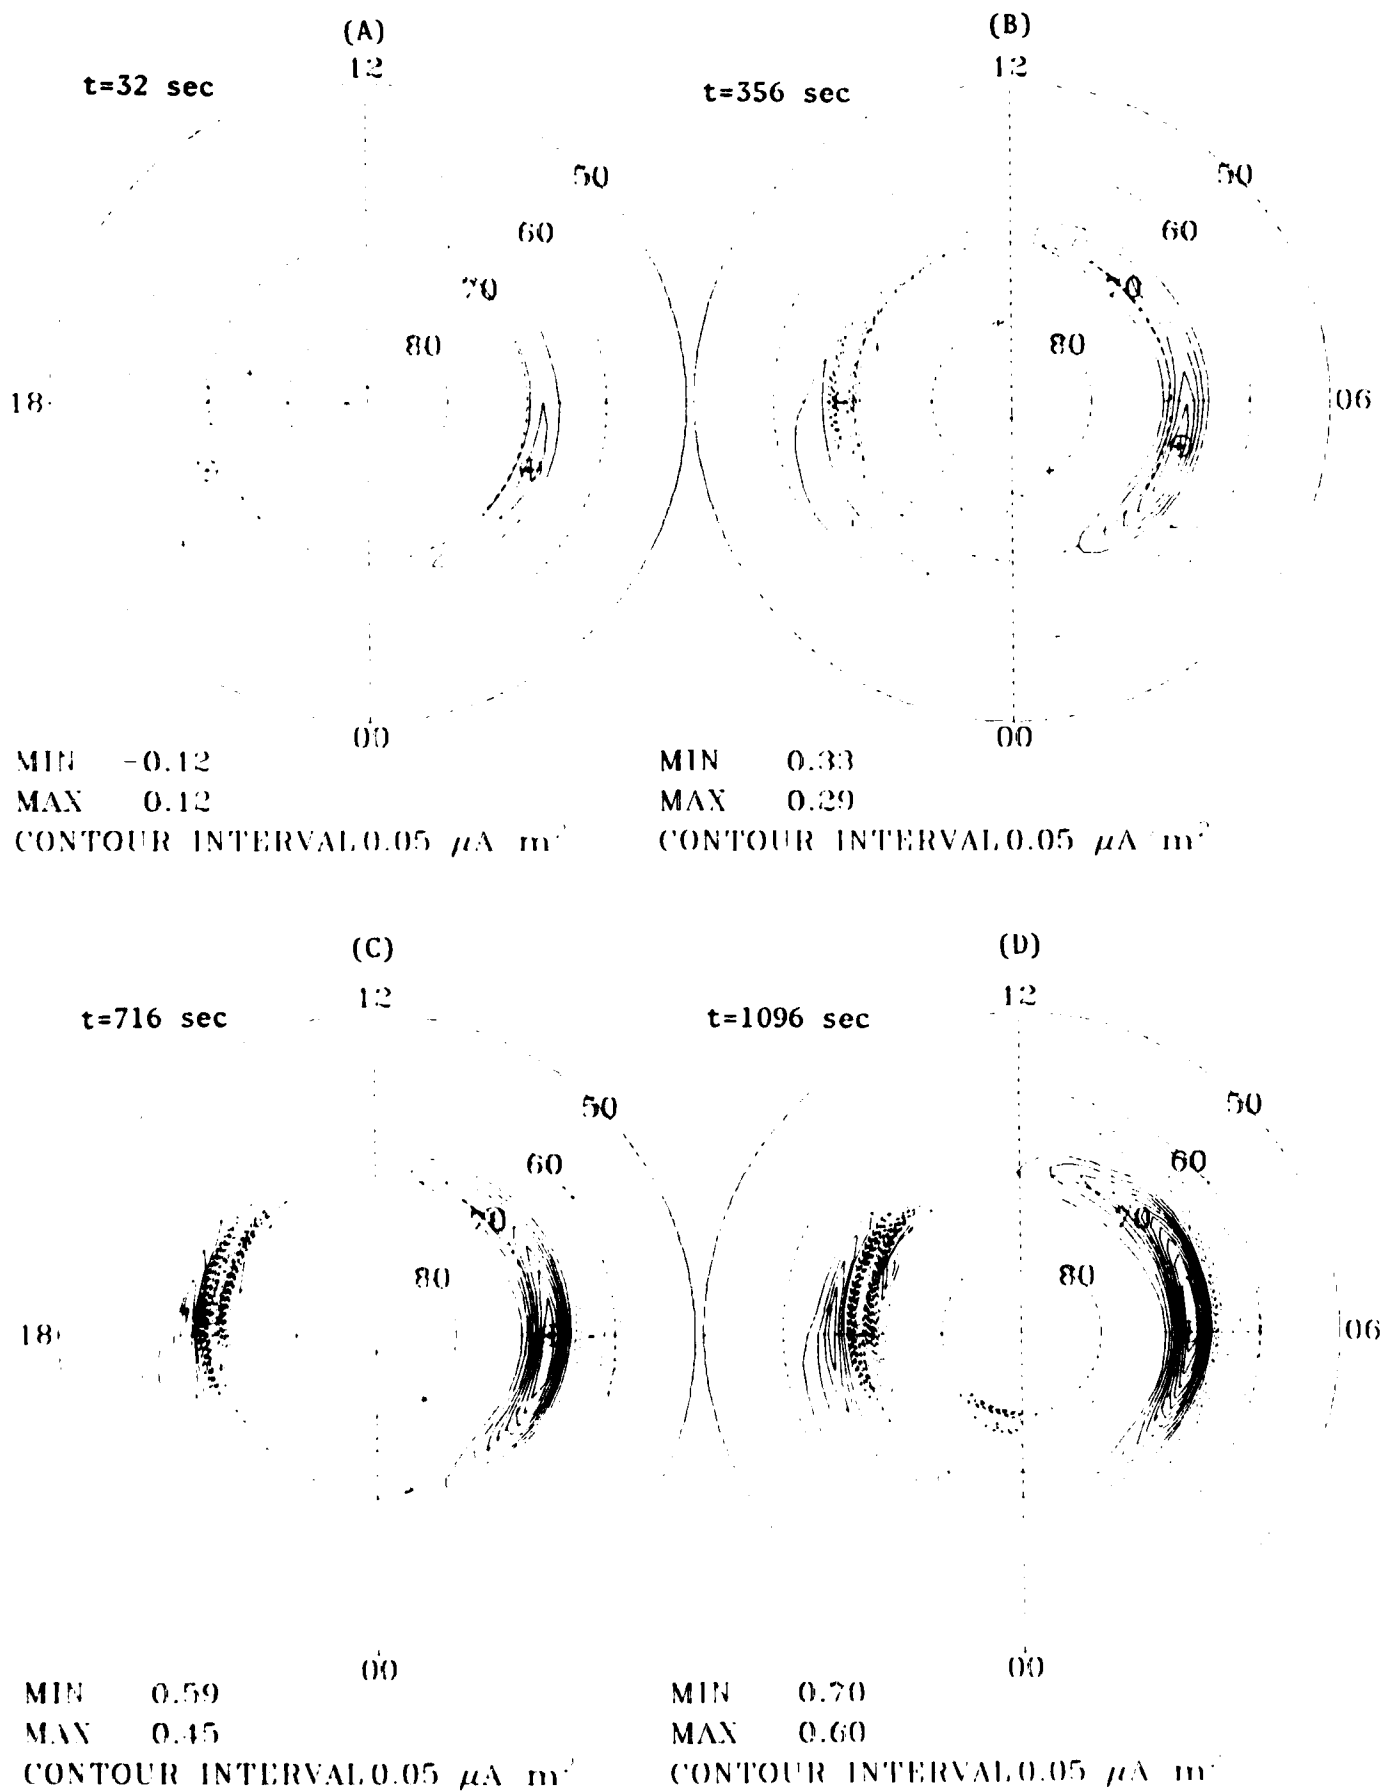 (A)
12
t=32 sec
50
60
70
80
18
00
MIN -0.12
MAX 0.12
CONTOUR INTERVAL 0.05 μA m²
(B)
12
t=356 sec
50
60
70
80
06
00
MIN 0.33
MAX 0.29
CONTOUR INTERVAL 0.05 μA m²
(C)
12
t=716 sec
50
60
70
80
18
00
MIN 0.59
MAX 0.45
CONTOUR INTERVAL 0.05 μA m²
(D)
12
t=1096 sec
50
60
70
80
06
00
MIN 0.70
MAX 0.60
CONTOUR INTERVAL 0.05 μA m²